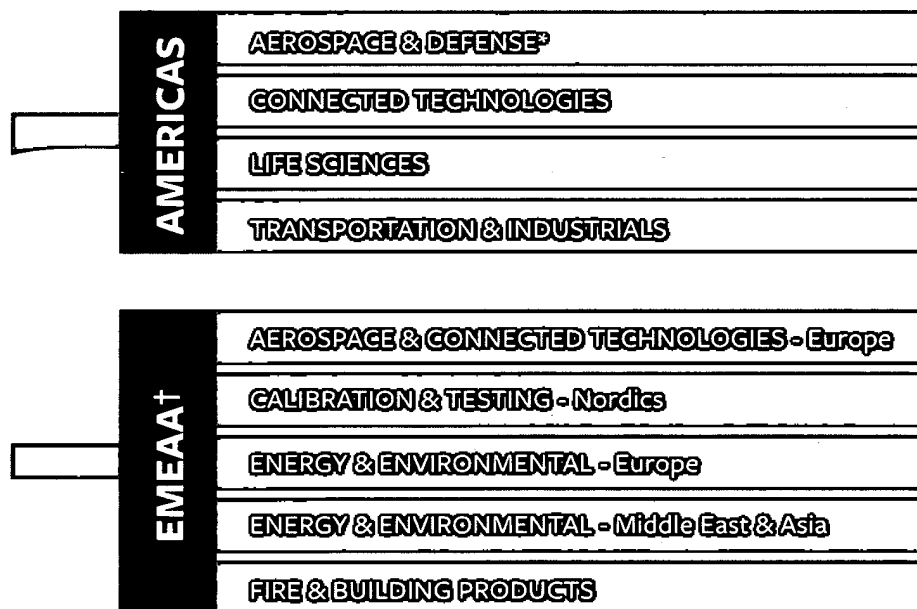 AMERICAS
AEROSPACE & DEFENSE*
CONNECTED TECHNOLOGIES
LIFE SCIENCES
TRANSPORTATION & INDUSTRIALS
EMEAA†
AEROSPACE & CONNECTED TECHNOLOGIES - Europe
CALIBRATION & TESTING - Nordics
ENERGY & ENVIRONMENTAL - Europe
ENERGY & ENVIRONMENTAL - Middle East & Asia
FIRE & BUILDING PRODUCTS